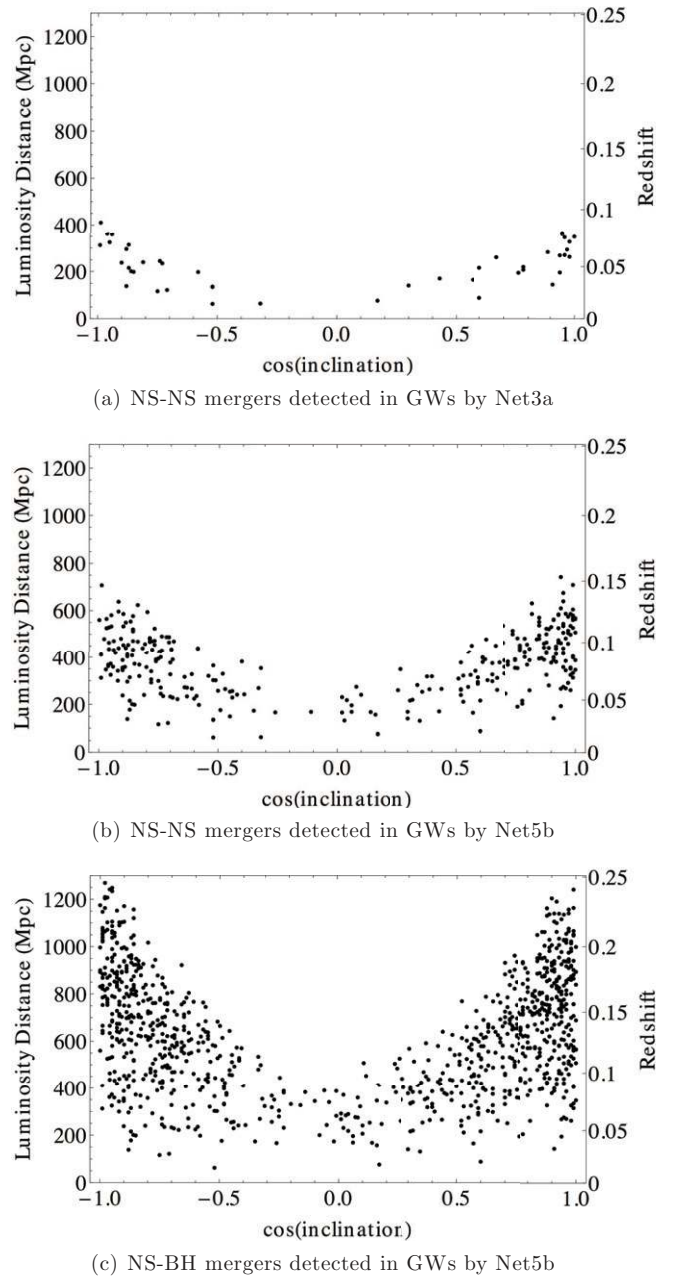 1200
1000
800
600
400
200
0
Luminosity Distance (Mpc)
0.25
0.2
0.15
0.1
0.05
0
Redshift
−1.0 −0.5 0.0 0.5 1.0
cos(inclination)
(a) NS-NS mergers detected in GWs by Net3a
1200
1000
800
600
400
200
0
Luminosity Distance (Mpc)
0.25
0.2
0.15
0.1
0.05
0
Redshift
−1.0 −0.5 0.0 0.5 1.0
cos(inclination)
(b) NS-NS mergers detected in GWs by Net5b
1200
1000
800
600
400
200
0
Luminosity Distance (Mpc)
0.25
0.2
0.15
0.1
0.05
0
Redshift
−1.0 −0.5 0.0 0.5 1.0
cos(inclination)
(c) NS-BH mergers detected in GWs by Net5b